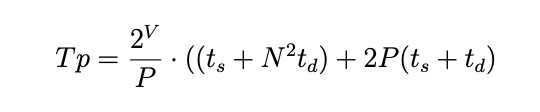 Tp = \frac{2^V}{P} \cdot ((t_s + N^2 t_d) + 2P(t_s + t_d)